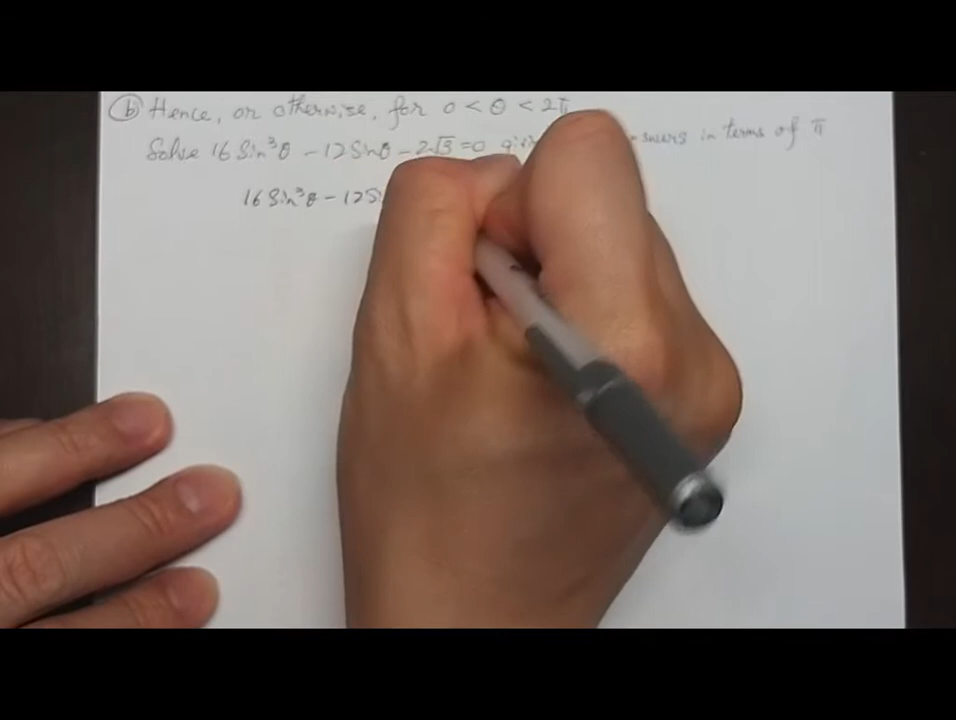 (b) Hence, or otherwise, for 0 < θ < 2π
Solve 16 Sin³θ - 12 Sinθ - 2√3 = 0 in terms of π
16 Sin³θ - 12